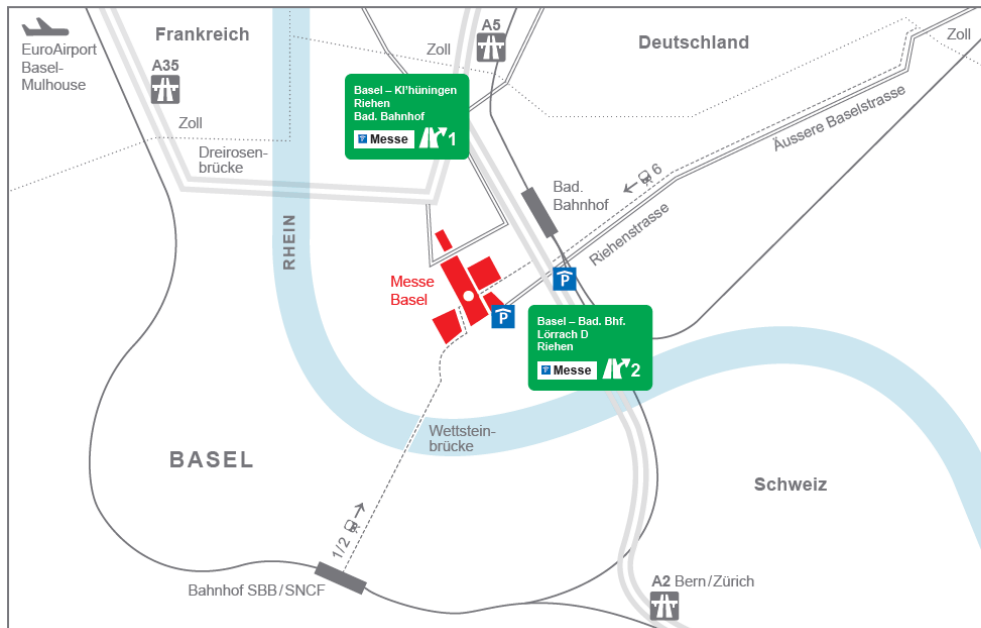 EuroAirport
Basel-
Mulhouse
Frankreich
A35
Zoll
A5
Zoll
Deutschland
Zoll
Basel – Kl'hüningen
Riehen
Bad. Bahnhof
P Messe 1
Dreirosen-
brücke
Äussere Baselstrasse
6
Bad.
Bahnhof
Riehenstrasse
RHEIN
Messe
Basel
P
P
Basel – Bad. Bhf.
Lörrach D
Riehen
P Messe 2
Wettstein-
brücke
BASEL
Schweiz
1/2
Bahnhof SBB/SNCF
A2 Bern/Zürich